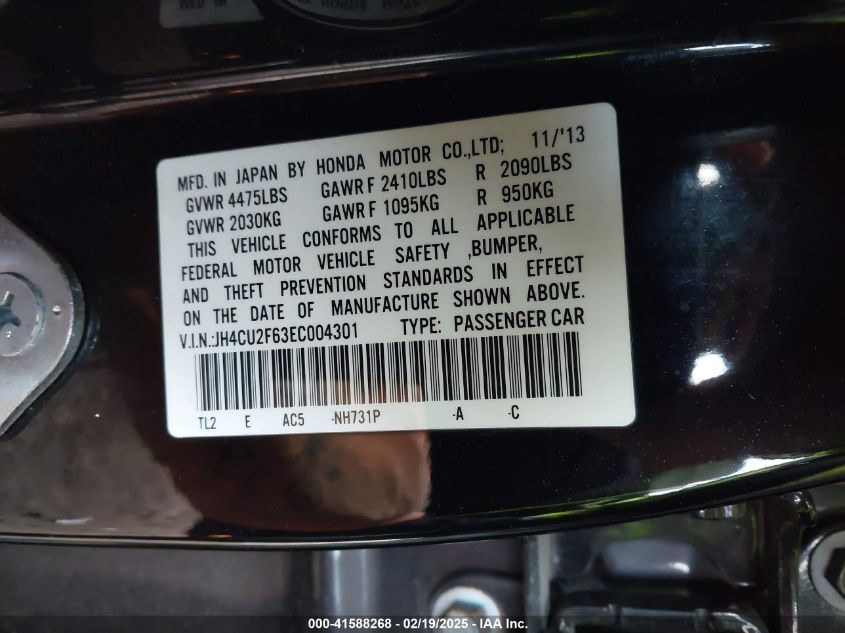 MFD. IN JAPAN BY HONDA MOTOR CO.,LTD; 11/'13
GVWR 4475LBS GAWR F 2410LBS R 2090LBS
GVWR 2030KG GAWR F 1095KG R 950KG
THIS VEHICLE CONFORMS TO ALL APPLICABLE
FEDERAL MOTOR VEHICLE SAFETY ,BUMPER,
AND THEFT PREVENTION STANDARDS IN EFFECT
ON THE DATE OF MANUFACTURE SHOWN ABOVE.
V.I.N.:JH4CU2F63EC004301 TYPE: PASSENGER CAR
TL2 E AC5 -NH731P -A -C
000-41588268 - 02/19/2025 - IAA Inc.